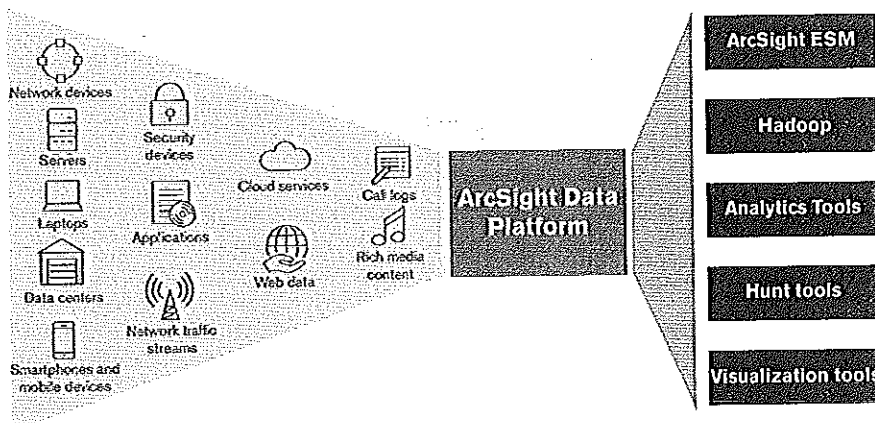 Network devices
Servers
Laptops
Data centers
Smartphones and
mobile devices
Security
devices
Applications
Network traffic
streams
Cloud services
Web data
Call logs
Rich media
content
ArcSight Data
Platform
ArcSight ESM
Hadoop
Analytics Tools
Hunt tools
Visualization tools